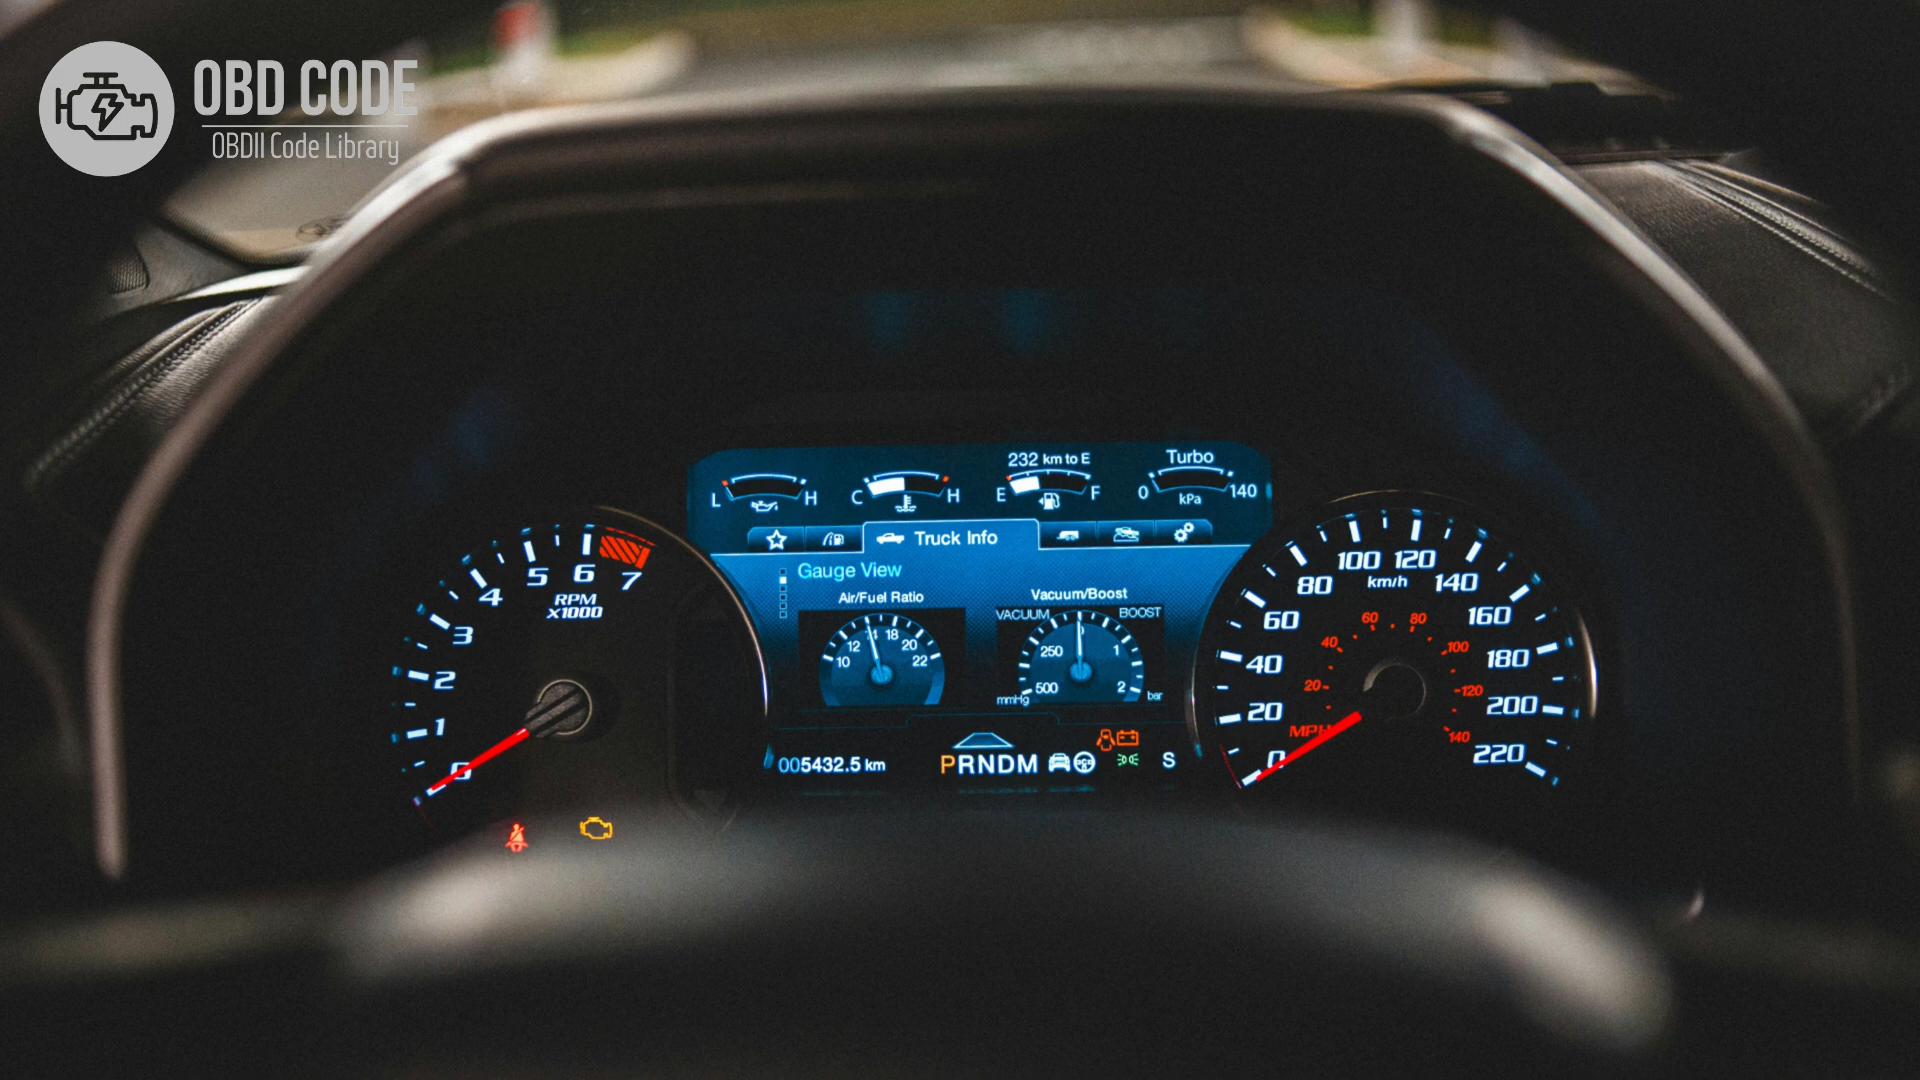 OBD CODE
OBDII Code Library
232 km to E
Turbo
L H
C H
E F
0 140
kPa
Truck Info
Gauge View
Air/Fuel Ratio
10 12 14 18 20 22
Vacuum/Boost
VACUUM BOOST
500 250 0 1 2
mmHg bar
0 1 2 3 4 5 6 7
RPM
X1000
0 20 40 60 80 100 120 140 160 180 200 220
km/h
20 40 60 80 100 120 140
MPH
005432.5 km
PRNDM
S